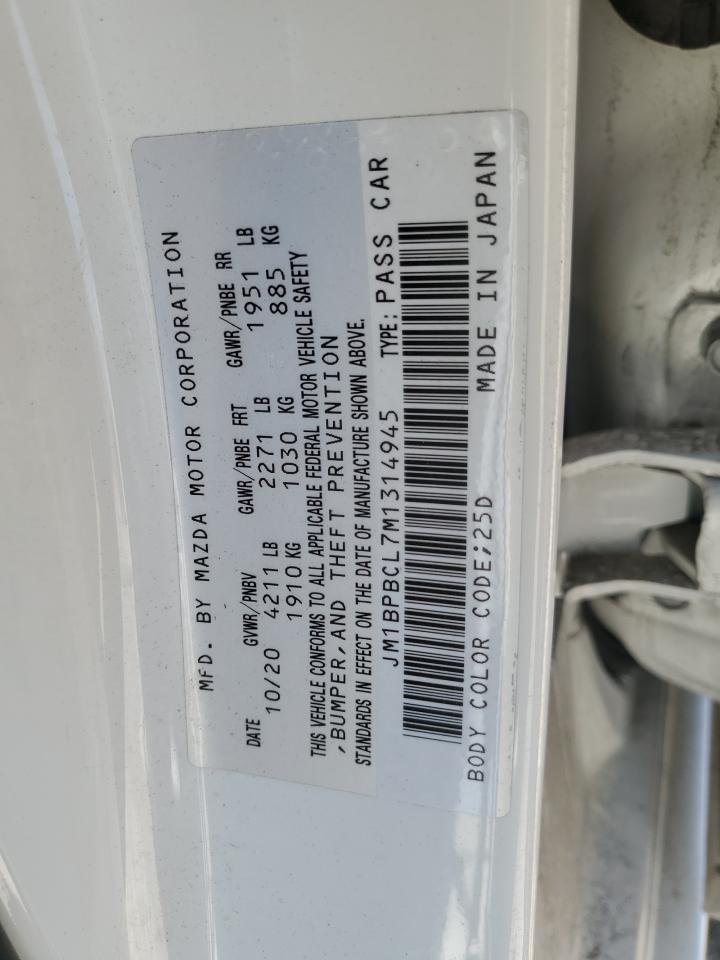 MFD. BY MAZDA MOTOR CORPORATION
DATE GVWR/PNBV GAWR/PNBE FRT GAWR/PNBE RR
10/20 4211 LB 2271 LB 1951 LB
1910 KG 1030 KG 885 KG
THIS VEHICLE CONFORMS TO ALL APPLICABLE FEDERAL MOTOR VEHICLE SAFETY
,BUMPER,AND THEFT PREVENTION
STANDARDS IN EFFECT ON THE DATE OF MANUFACTURE SHOWN ABOVE.
JM1BPBCL7M1314945 TYPE: PASS CAR
BODY COLOR CODE;25D MADE IN JAPAN